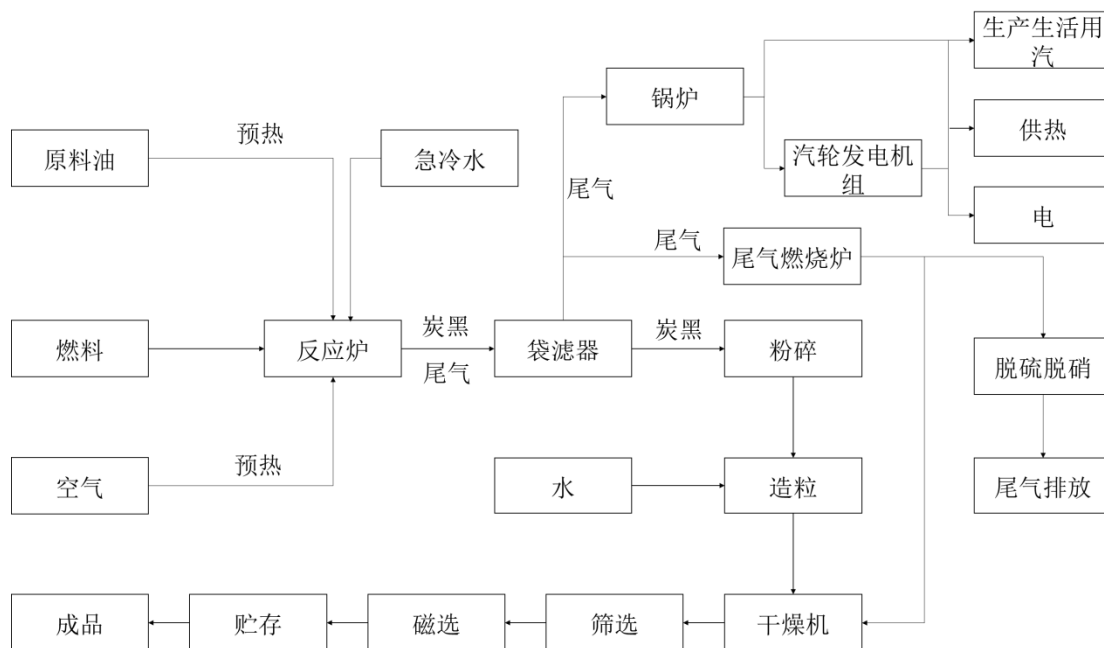 生产生活用
汽
锅炉
预热
原料油
急冷水
供热
汽轮发电机
组
尾气
电
尾气
尾气燃烧炉
炭黑
炭黑
燃料
反应炉
袋滤器
粉碎
脱硫脱硝
尾气
预热
空气
水
造粒
尾气排放
成品
贮存
磁选
筛选
干燥机